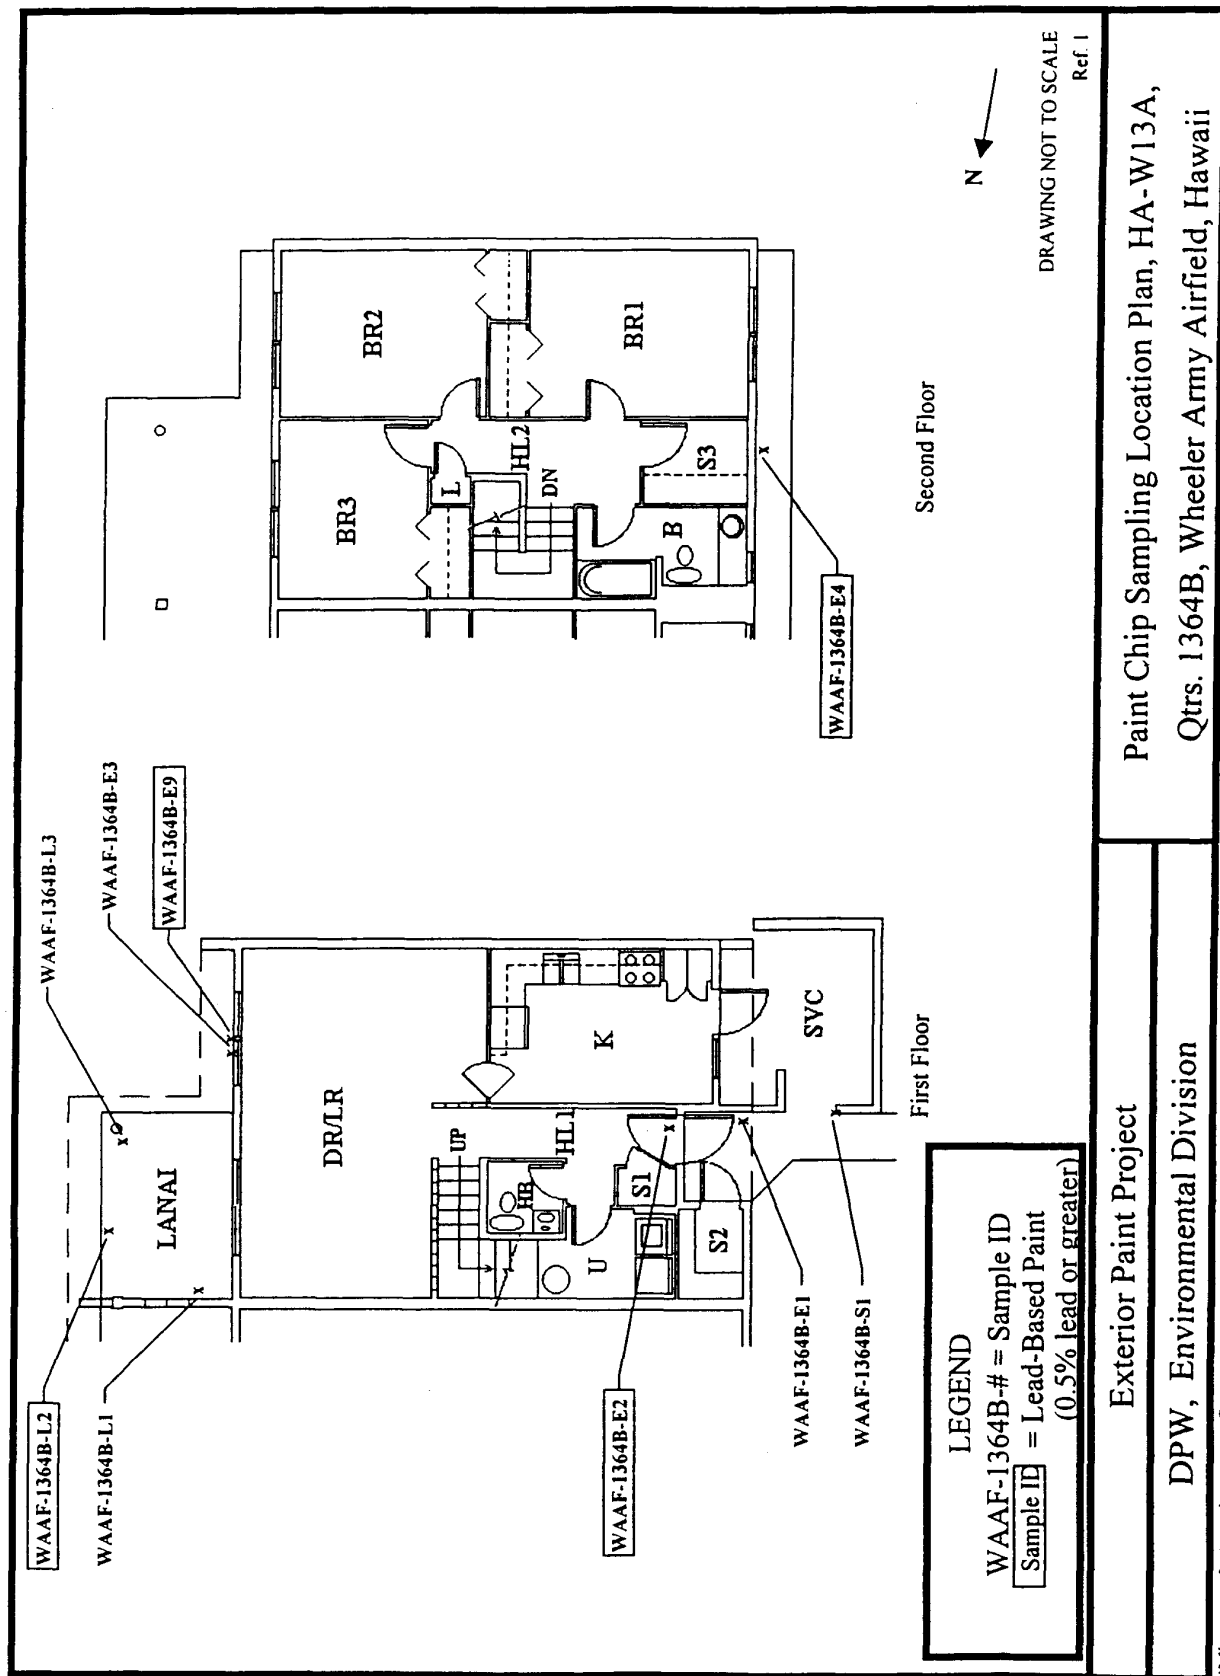 WAAF-1364B-L2
WAAF-1364B-L1
WAAF-1364B-L3
WAAF-1364B-E3
WAAF-1364B-E9
LANAI
DR/LR
UP
HB
HL1
K
U
S1
S2
SVC
WAAF-1364B-E2
WAAF-1364B-E1
WAAF-1364B-S1
First Floor
BR3
BR2
L
HL2
DN
BR1
B
S3
WAAF-1364B-E4
Second Floor
N
DRAWING NOT TO SCALE
Ref. 1
LEGEND
WAAF-1364B-# = Sample ID
Sample ID = Lead-Based Paint
(0.5% lead or greater)
Exterior Paint Project
DPW, Environmental Division
Paint Chip Sampling Location Plan, HA-W13A,
Qtrs. 1364B, Wheeler Army Airfield, Hawaii